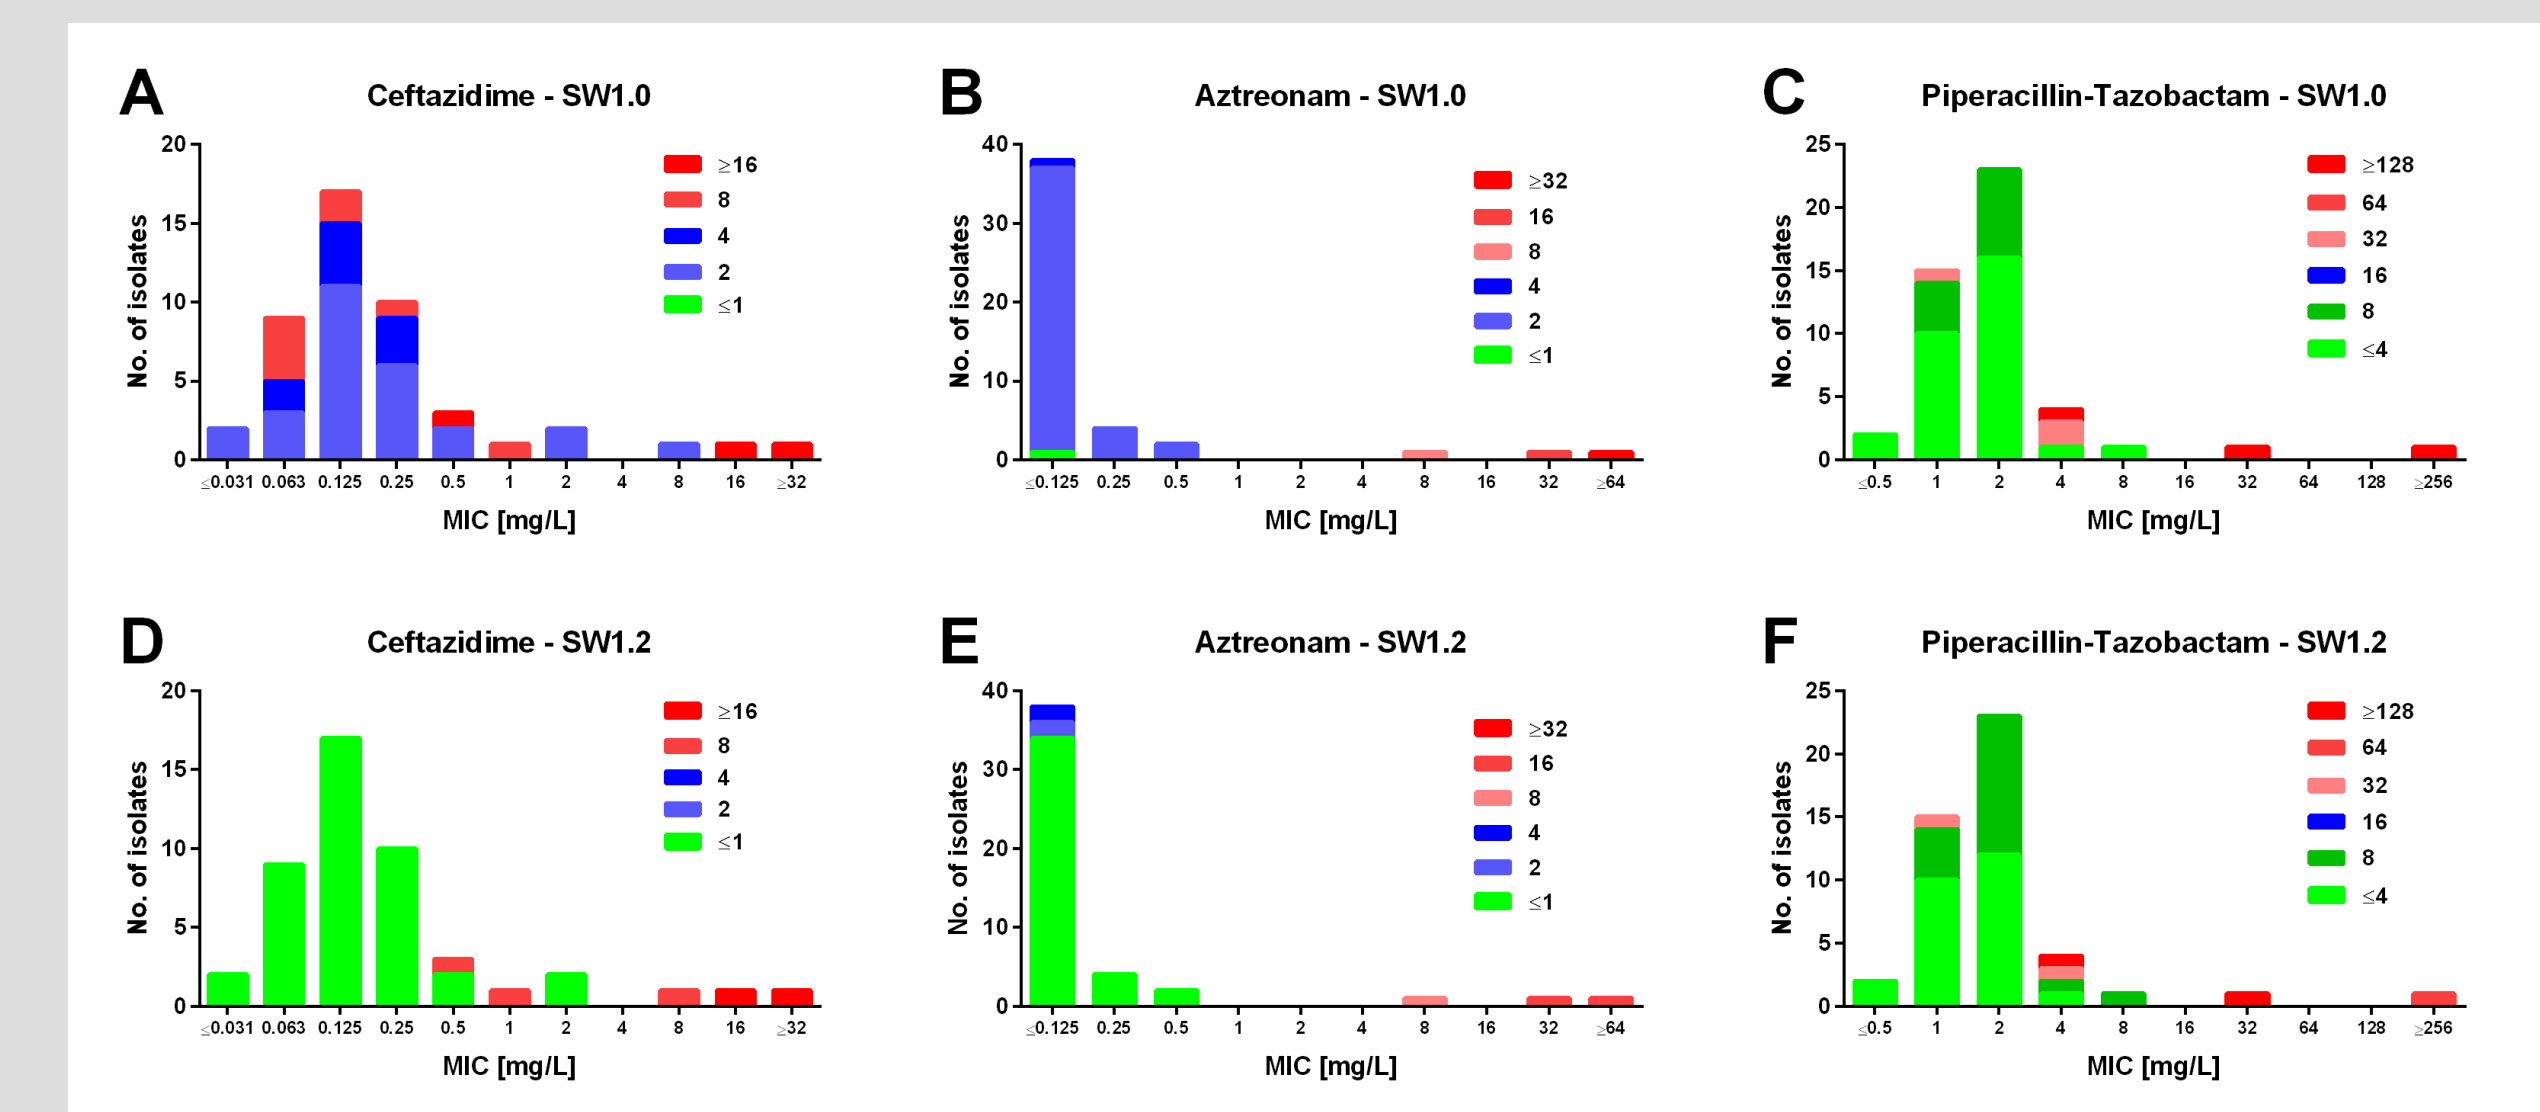 A
Ceftazidime - SW1.0
No. of isolates
20
15
10
5
0
≥16
8
4
2
≤1
≤0.031 0.063 0.125 0.25 0.5 1 2 4 8 16 ≥32
MIC [mg/L]
B
Aztreonam - SW1.0
No. of isolates
40
30
20
10
0
≥32
16
8
4
2
≤1
≤0.125 0.25 0.5 1 2 4 8 16 32 ≥64
MIC [mg/L]
C
Piperacillin-Tazobactam - SW1.0
No. of isolates
25
20
15
10
5
0
≥128
64
32
16
8
≤4
≤0.5 1 2 4 8 16 32 64 128 ≥256
MIC [mg/L]
D
Ceftazidime - SW1.2
No. of isolates
20
15
10
5
0
≥16
8
4
2
≤1
≤0.031 0.063 0.125 0.25 0.5 1 2 4 8 16 ≥32
MIC [mg/L]
E
Aztreonam - SW1.2
No. of isolates
40
30
20
10
0
≥32
16
8
4
2
≤1
≤0.125 0.25 0.5 1 2 4 8 16 32 ≥64
MIC [mg/L]
F
Piperacillin-Tazobactam - SW1.2
No. of isolates
25
20
15
10
5
0
≥128
64
32
16
8
≤4
≤0.5 1 2 4 8 16 32 64 128 ≥256
MIC [mg/L]